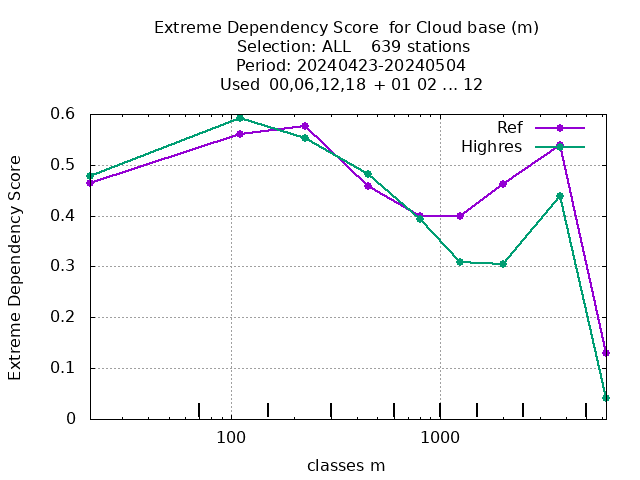 Extreme Dependency Score  for Cloud base (m)
Selection: ALL    639 stations
Period: 20240423-20240504
Used  00,06,12,18  + 01 02 ... 12
Ref
Highres
Extreme Dependency Score
0.6
0.5
0.4
0.3
0.2
0.1
0
100
1000
classes m